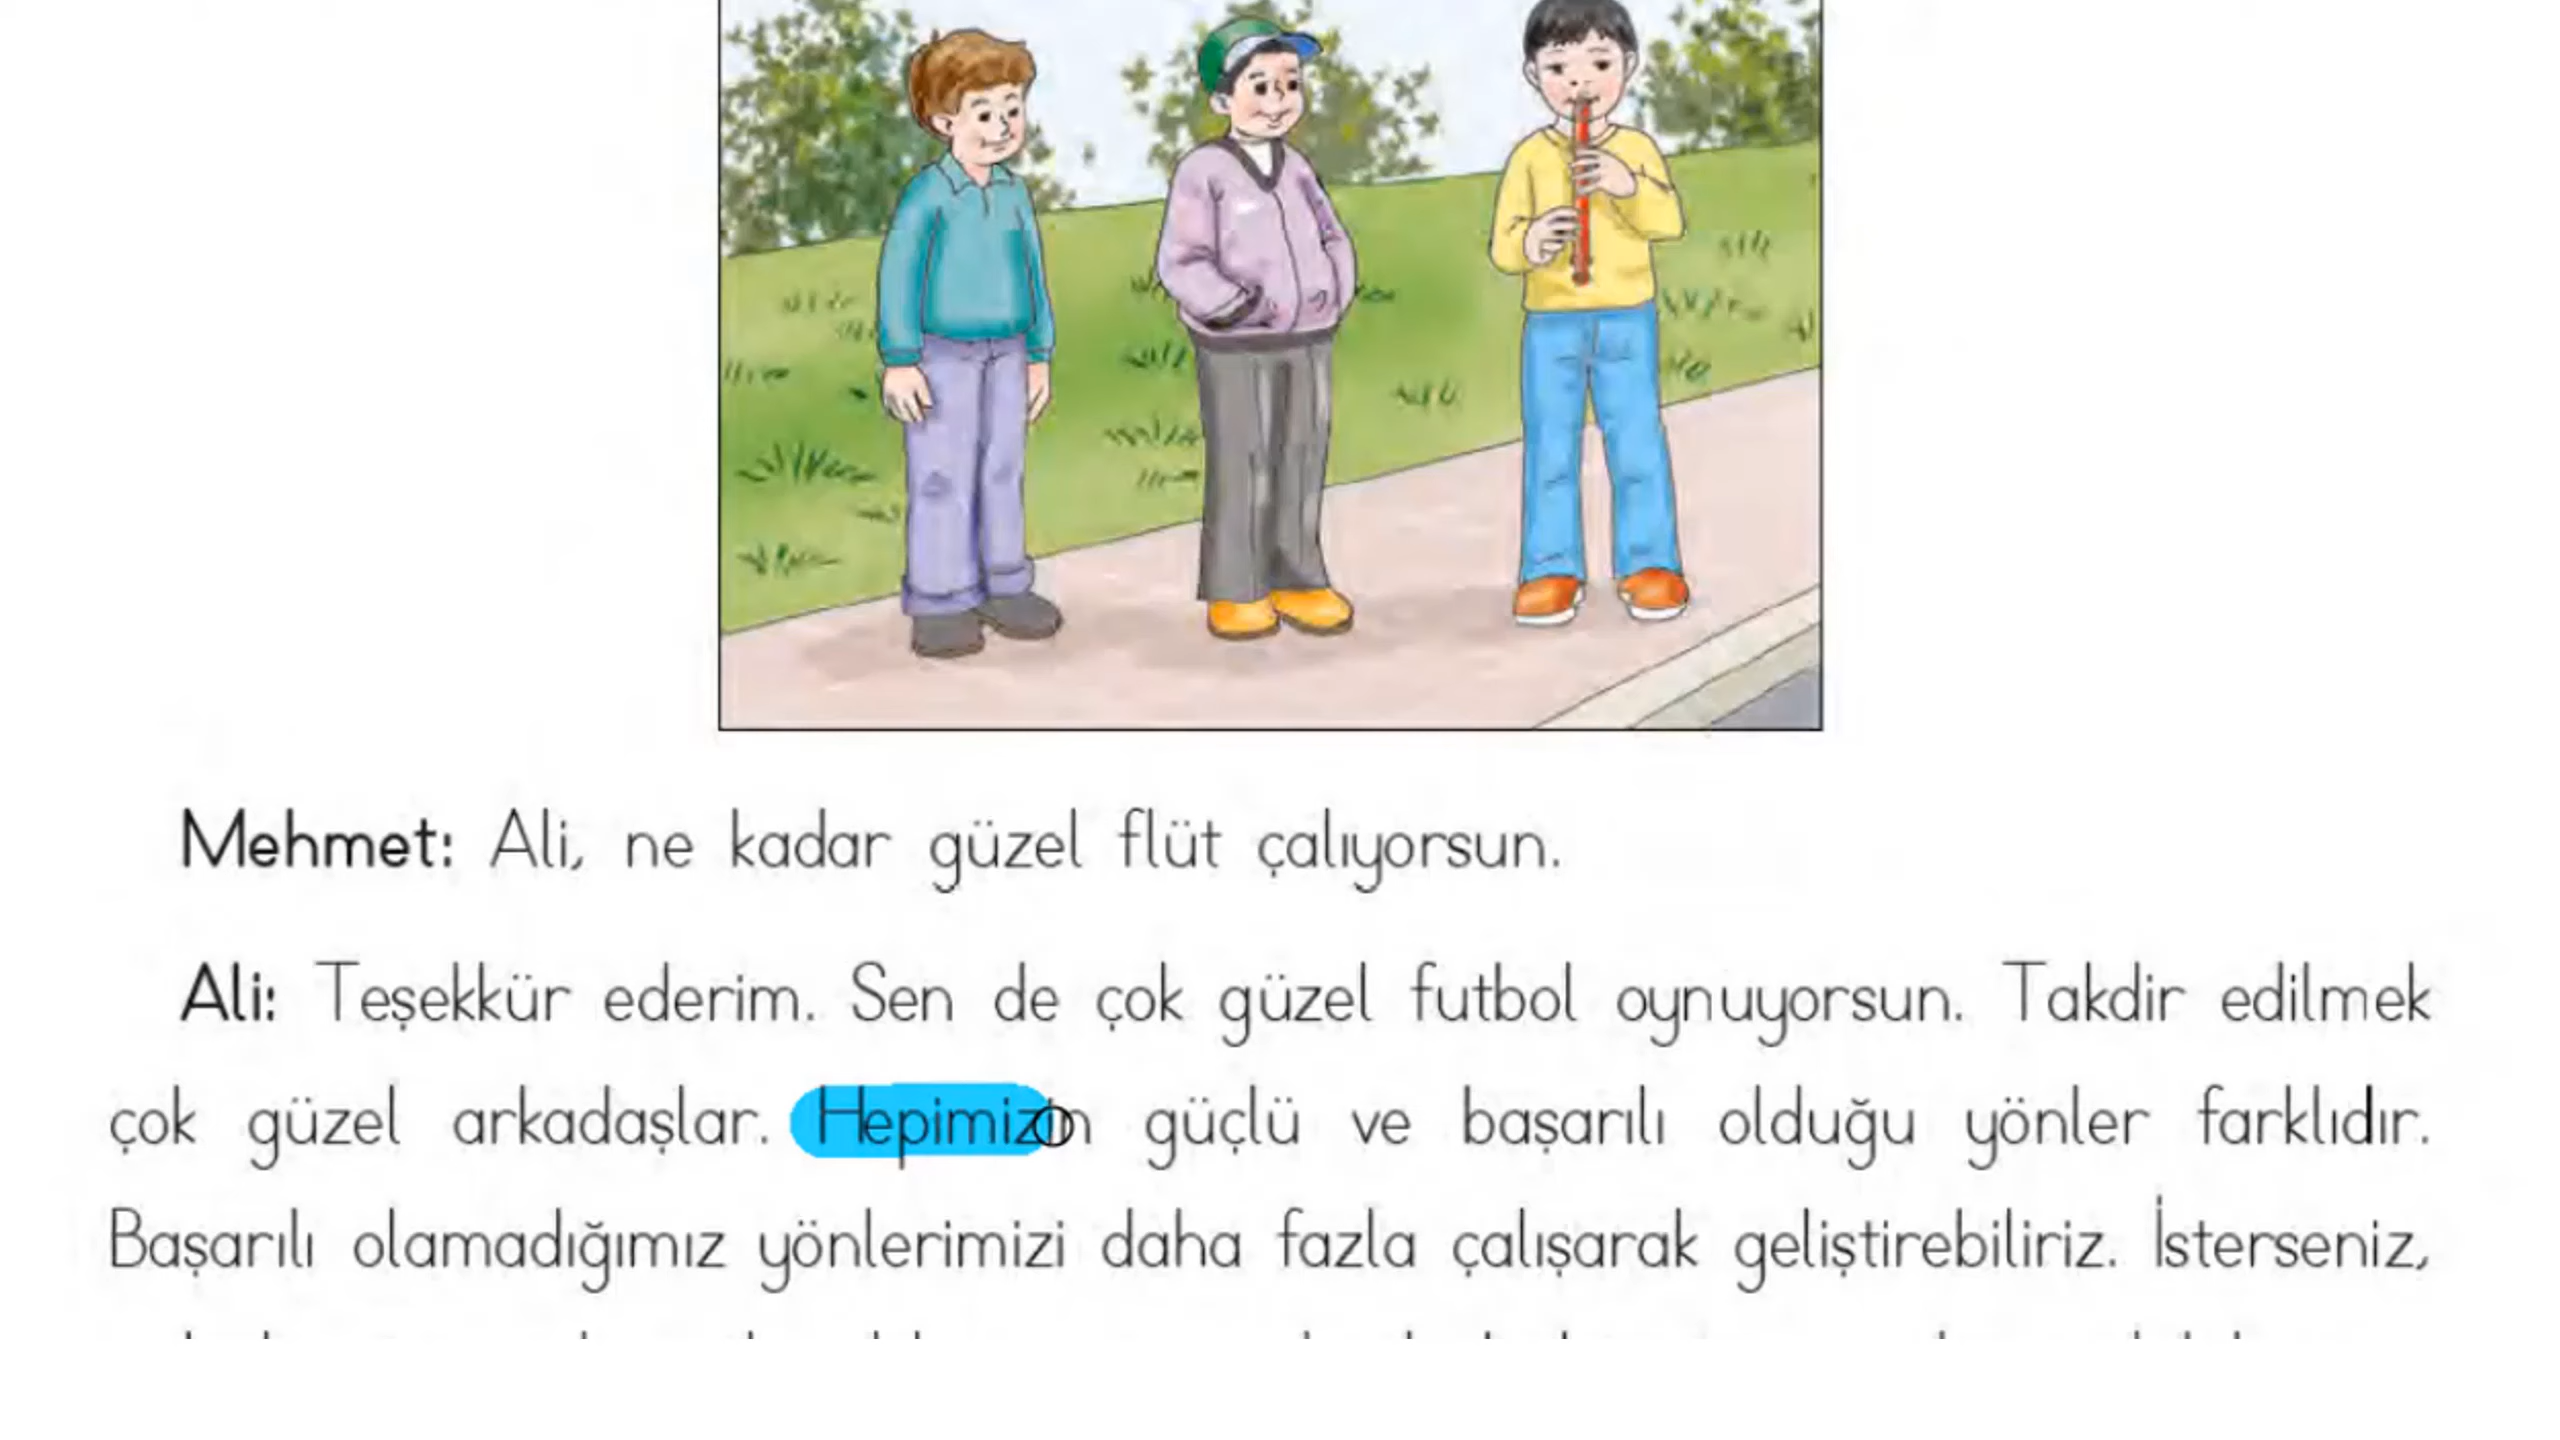 Mehmet: Ali, ne kadar güzel flüt çalıyorsun.
Ali: Teşekkür ederim. Sen de çok güzel futbol oynuyorsun. Takdir edilmek
çok güzel arkadaşlar. Hepimizin güçlü ve başarılı olduğu yönler farklıdır.
Başarılı olamadığımız yönlerimizi daha fazla çalışarak geliştirebiliriz. İsterseniz,